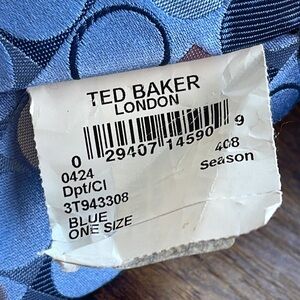 TED BAKER
LONDON
0 29407 14590 9
0424 408
Dpt/Cl Season
3T943308
BLUE
ONE SIZE